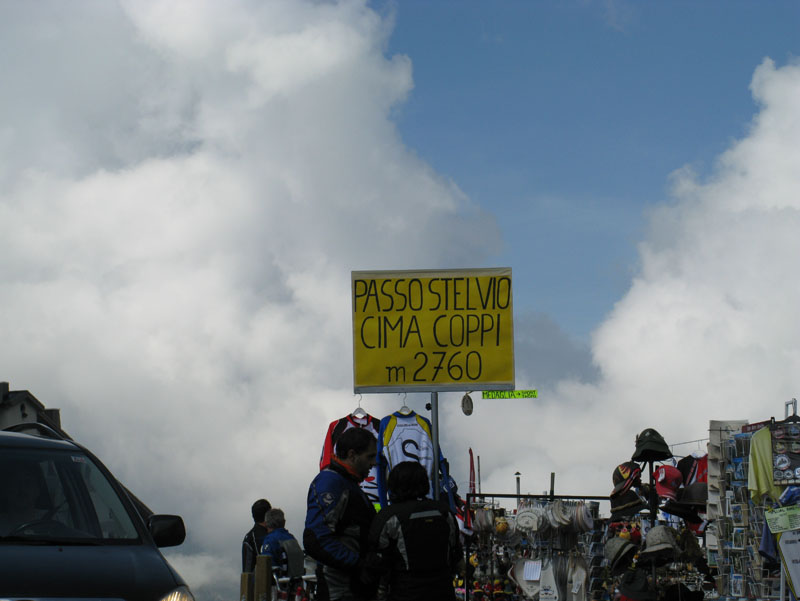 PASSO STELVIO
CIMA COPPI
m 2760
S